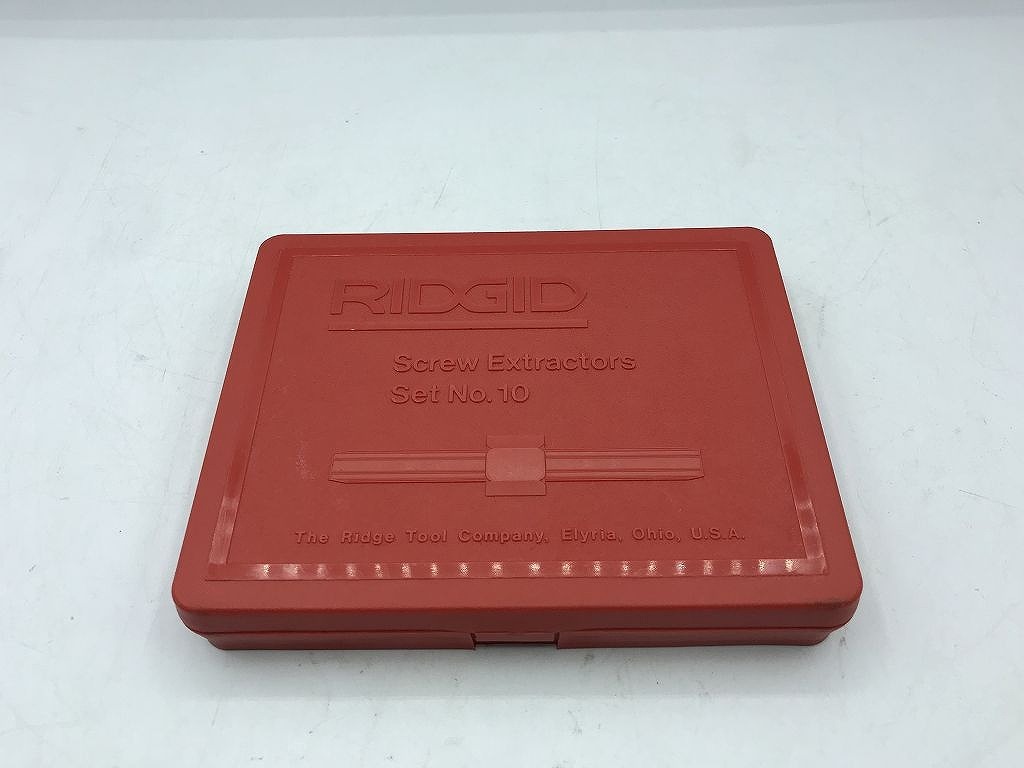 RIDGID
Screw Extractors
Set No. 10
The Ridge Tool Company, Elyria, Ohio, U.S.A.